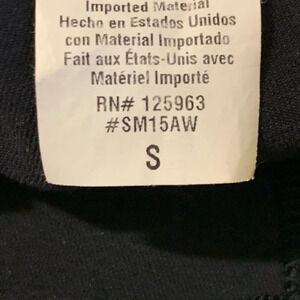 Imported Material
Hecho en Estados Unidos
con Material Importado
Fait aux États-Unis avec
Matériel Importé
RN# 125963
#SM15AW
S